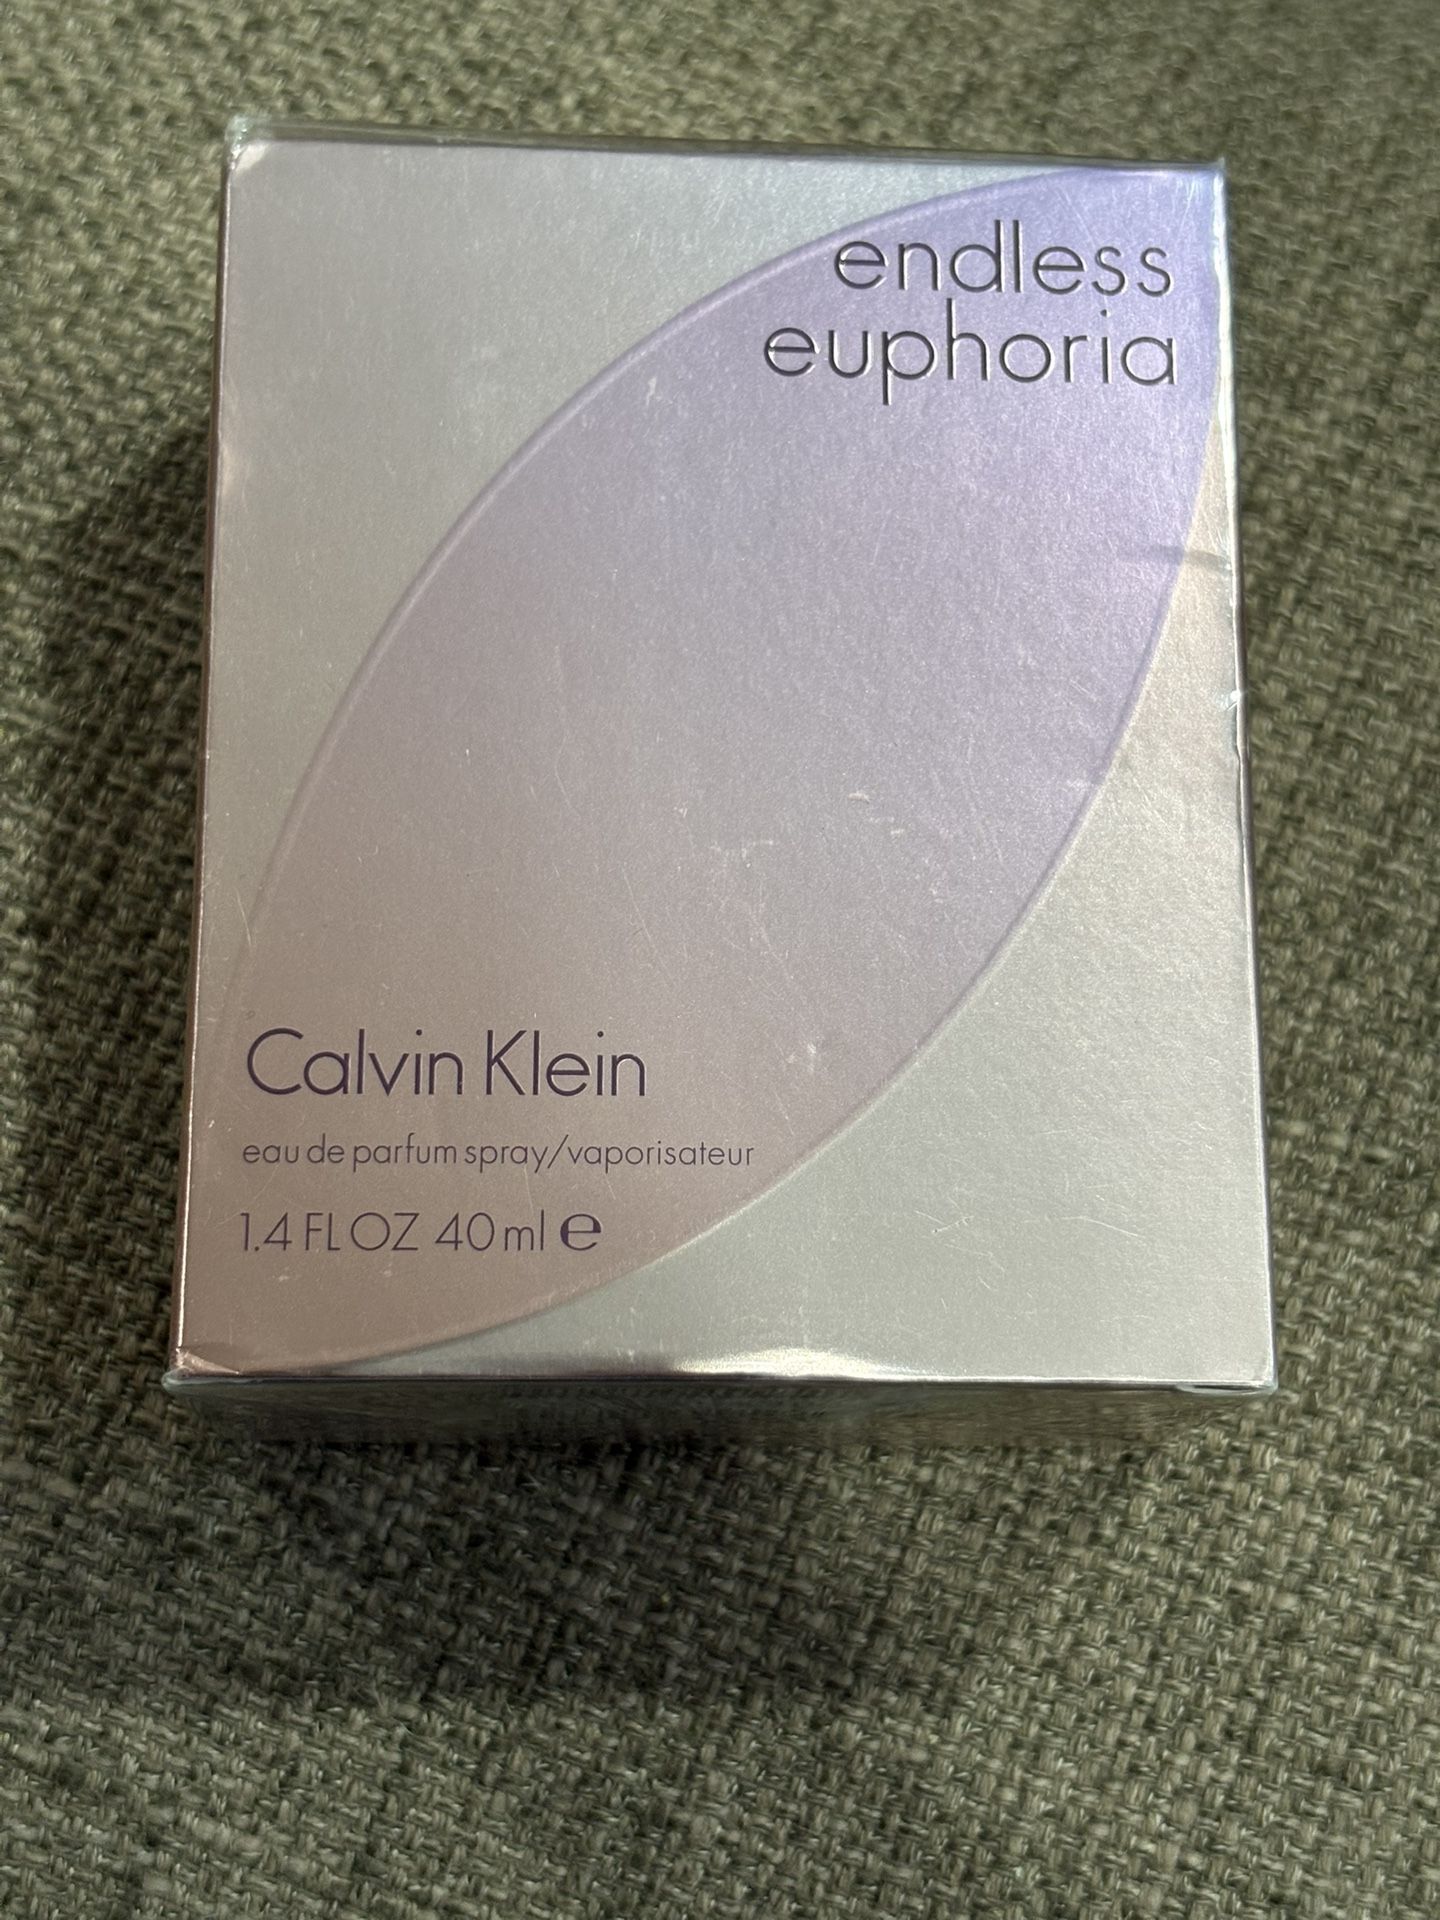 endless
euphoria
Calvin Klein
eau de parfum spray/vaporisateur
1.4 FL OZ 40 ml ℮